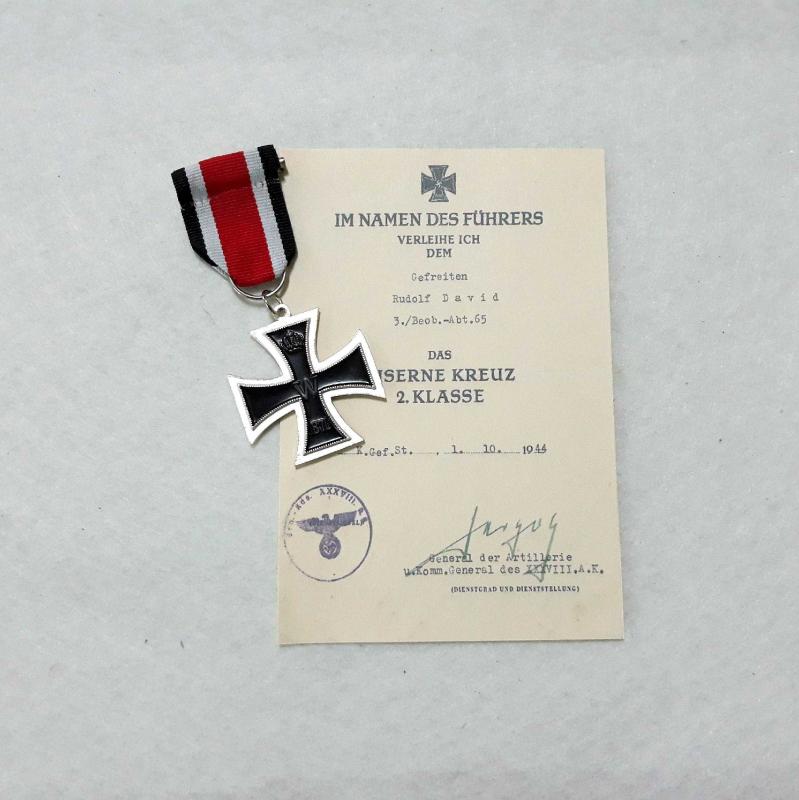 IM NAMEN DES FÜHRERS
VERLEIHE ICH
DEM
Gefreiten
Rudolf D a v i d
3./Beob.-Abt.65
DAS
ISERNE KREUZ
2. KLASSE
W
K.Gef.St. , 1. 10. 1944
XXXVIII.
General der Artillerie
u.Komm.General des XXXVIII.A.K.
(DIENSTGRAD UND DIENSTSTELLUNG)